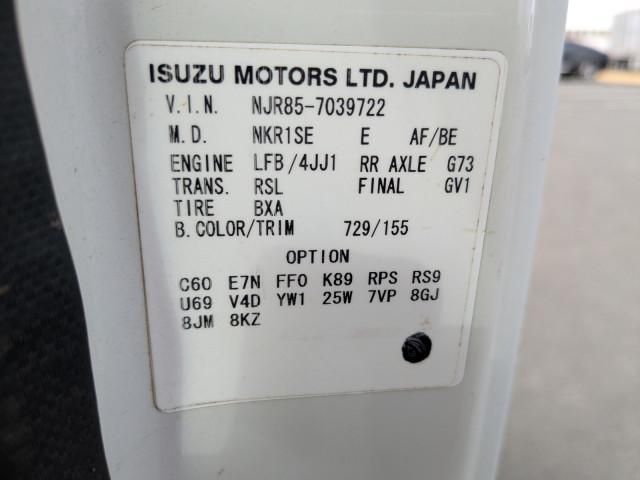 ISUZU MOTORS LTD. JAPAN
V.I.N. NJR85-7039722
M.D. NKR1SE E AF/BE
ENGINE LFB/4JJ1 RR AXLE G73
TRANS. RSL FINAL GV1
TIRE BXA
B.COLOR/TRIM 729/155
OPTION
C60 E7N FF0 K89 RPS RS9
U69 V4D YW1 25W 7VP 8GJ
8JM 8KZ